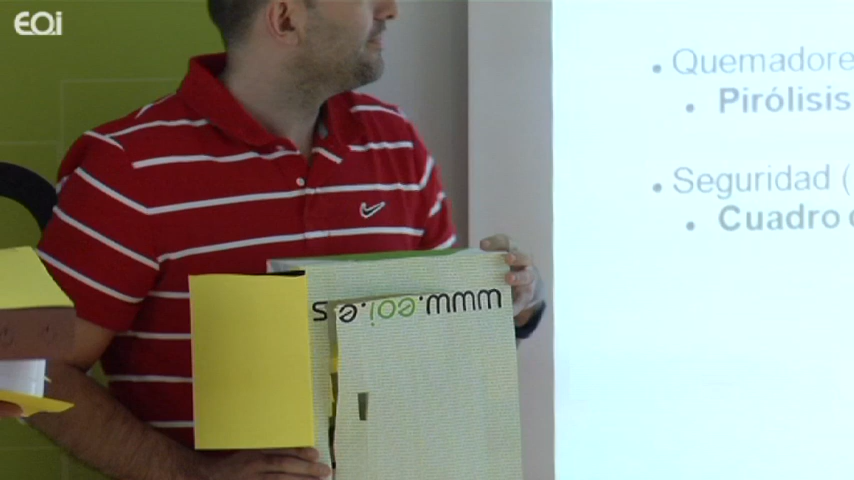 EOi
• Quemadore
• Pirólisis
• Seguridad (
• Cuadro
www.eoi.es